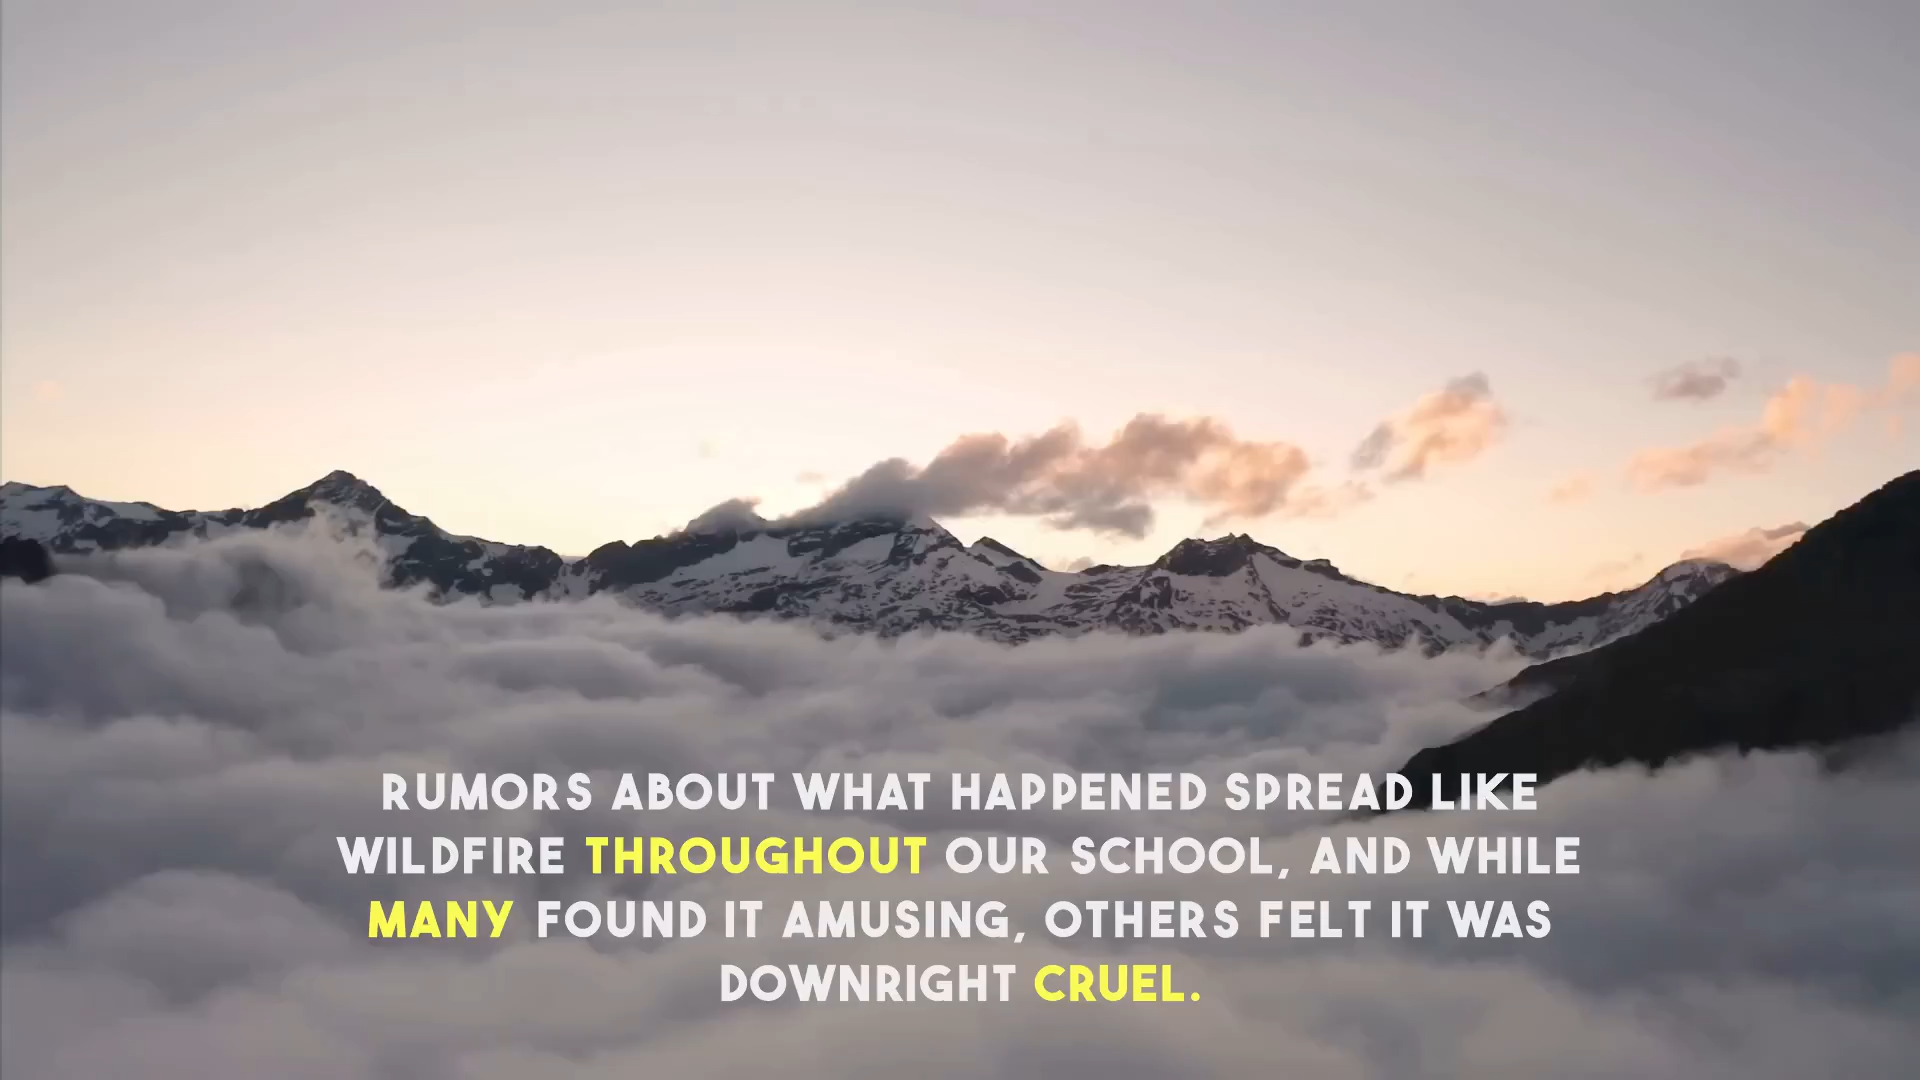 RUMORS ABOUT WHAT HAPPENED SPREAD LIKE
WILDFIRE THROUGHOUT OUR SCHOOL, AND WHILE
MANY FOUND IT AMUSING, OTHERS FELT IT WAS
DOWNRIGHT CRUEL.